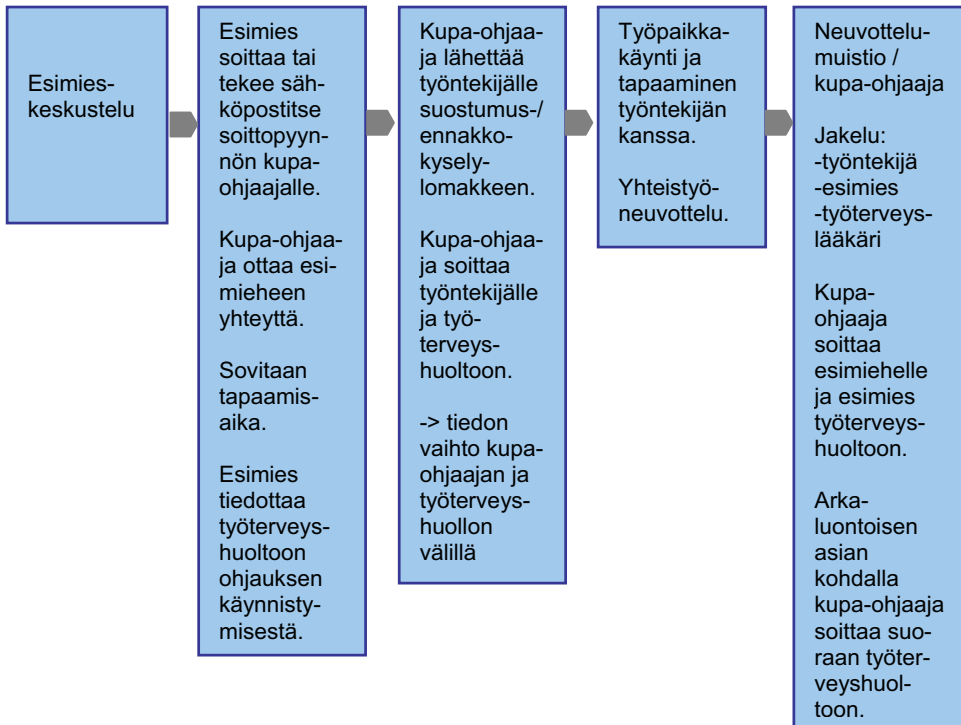 Esimies-
keskustelu
Esimies
soittaa tai
tekee säh-
köpostitse
soittopyyn-
nön kupa-
ohjaajalle.
Kupa-ohjaa-
ja ottaa esi-
mieheen
yhteyttä.
Sovitaan
tapaamis-
aika.
Esimies
tiedottaa
työterveys-
huoltoon
ohjauksen
käynnisty-
misestä.
Kupa-ohjaa-
ja lähettää
työntekijälle
suostumus-/
ennakko-
kysely-
lomakkeen.
Kupa-ohjaa-
ja soittaa
työntekijälle
ja työ-
terveys-
huoltoon.
-> tiedon
vaihto kupa-
ohjaajan ja
työterveys-
huollon
välillä
Työpaikka-
käynti ja
tapaaminen
työntekijän
kanssa.
Yhteistyö-
neuvottelu.
Neuvottelu-
muistio /
kupa-ohjaaja
Jakelu:
-työntekijä
-esimies
-työterveys-
lääkäri
Kupa-
ohjaaja
soittaa
esimiehelle
ja esimies
työterveys-
huoltoon.
Arka-
luontoisen
asian
kohdalla
kupa-ohjaaja
soittaa suo-
raan työter-
veyshuol-
toon.